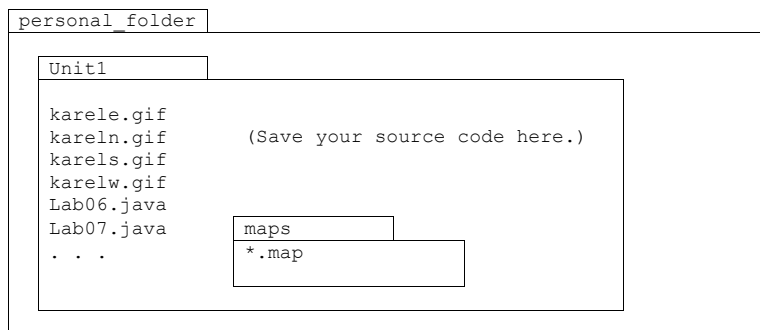 personal_folder
Unit1
karele.gif
kareln.gif (Save your source code here.)
karels.gif
karelw.gif
Lab06.java
Lab07.java maps
. . . *.map